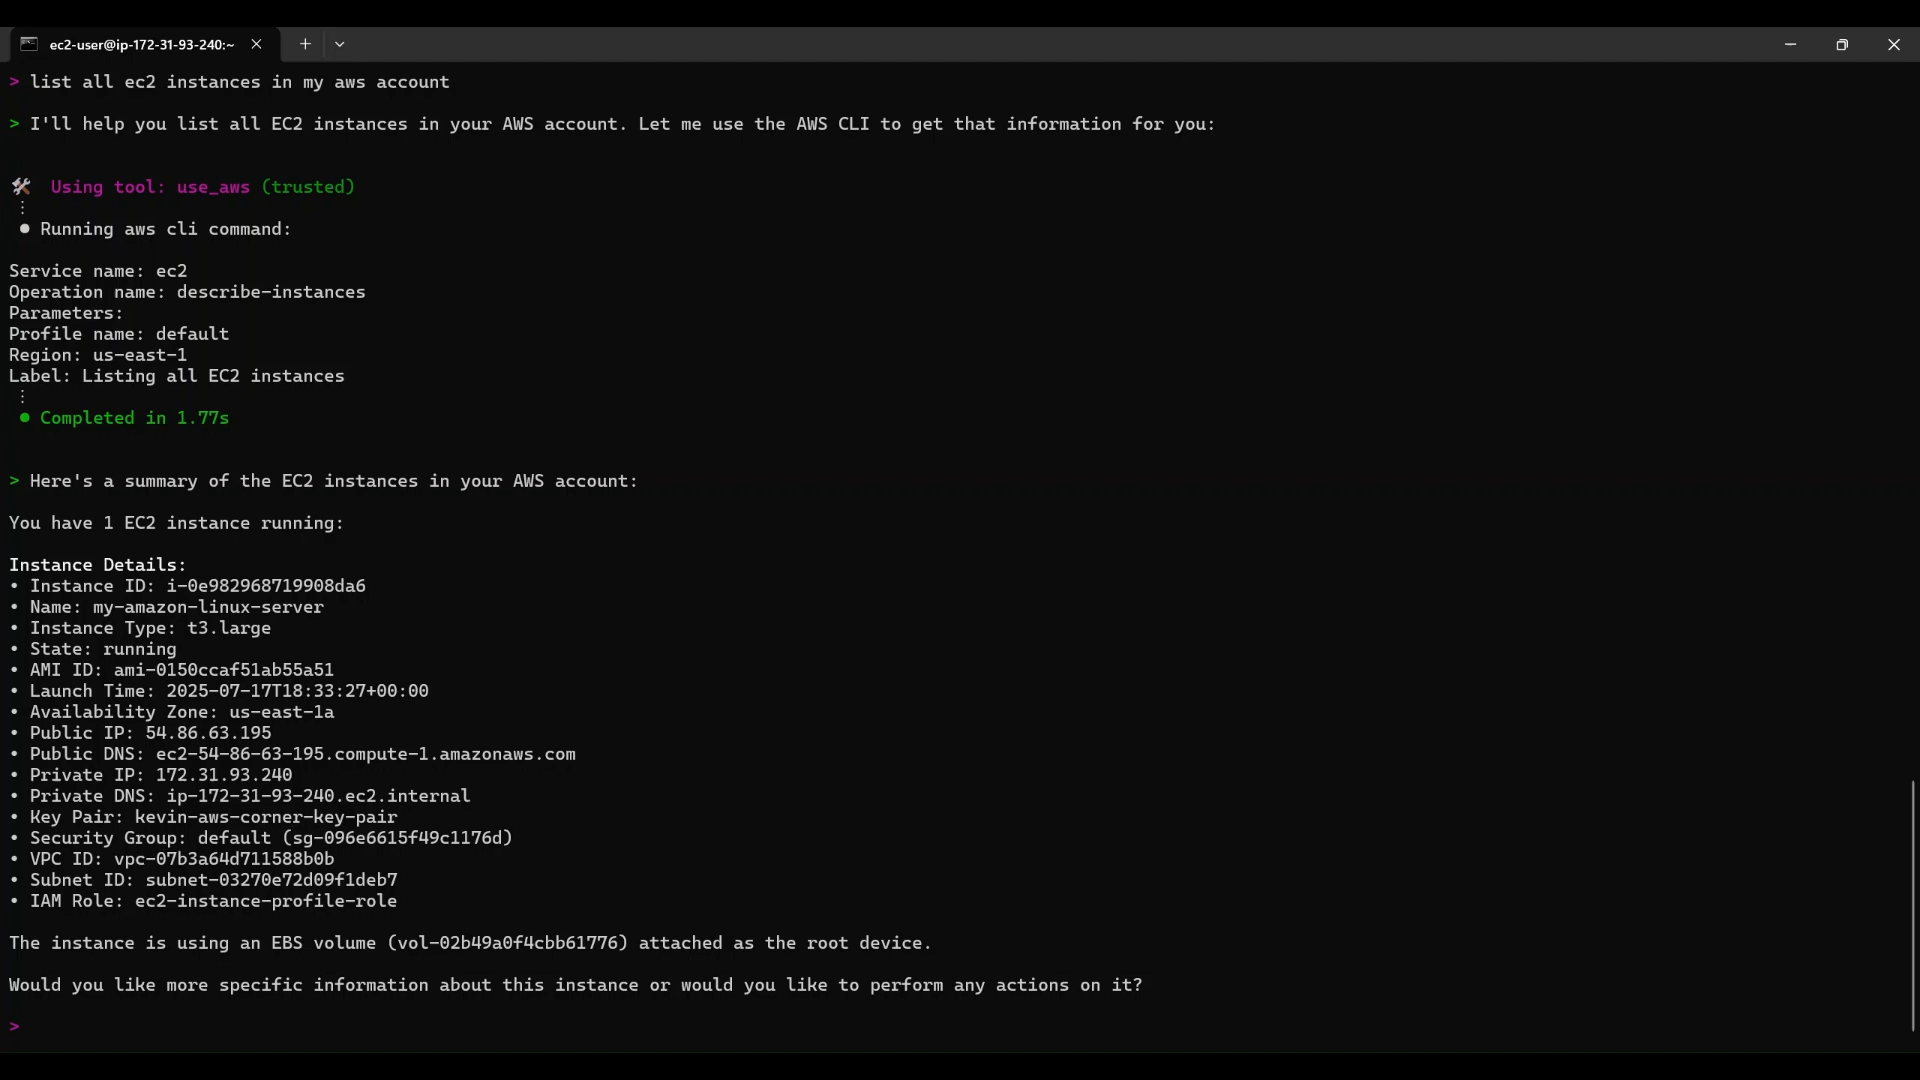 ec2-user@ip-172-31-93-240:~
> list all ec2 instances in my aws account
> I'll help you list all EC2 instances in your AWS account. Let me use the AWS CLI to get that information for you:
🛠️ Using tool: use_aws (trusted)
⋮
● Running aws cli command:
Service name: ec2
Operation name: describe-instances
Parameters:
Profile name: default
Region: us-east-1
Label: Listing all EC2 instances
⋮
● Completed in 1.77s
> Here's a summary of the EC2 instances in your AWS account:
You have 1 EC2 instance running:
Instance Details:
• Instance ID: i-0e982968719908da6
• Name: my-amazon-linux-server
• Instance Type: t3.large
• State: running
• AMI ID: ami-0150ccaf51ab55a51
• Launch Time: 2025-07-17T18:33:27+00:00
• Availability Zone: us-east-1a
• Public IP: 54.86.63.195
• Public DNS: ec2-54-86-63-195.compute-1.amazonaws.com
• Private IP: 172.31.93.240
• Private DNS: ip-172-31-93-240.ec2.internal
• Key Pair: kevin-aws-corner-key-pair
• Security Group: default (sg-096e6615f49c1176d)
• VPC ID: vpc-07b3a64d711588b0b
• Subnet ID: subnet-03270e72d09f1deb7
• IAM Role: ec2-instance-profile-role
The instance is using an EBS volume (vol-02b49a0f4cbb61776) attached as the root device.
Would you like more specific information about this instance or would you like to perform any actions on it?
>